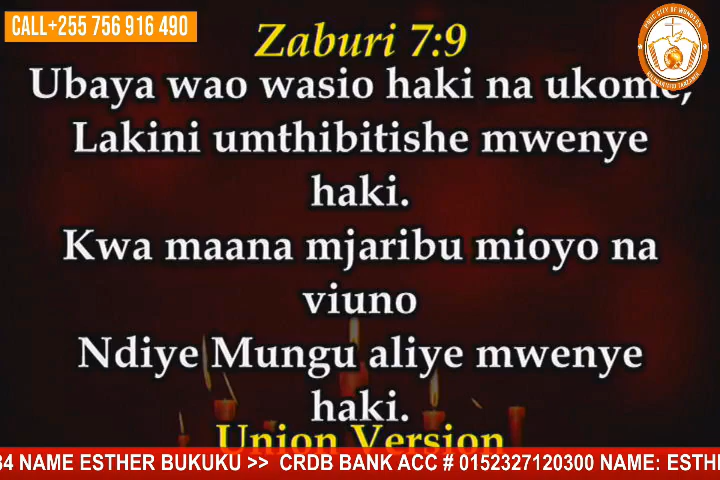 CALL+255 756 916 490
Zaburi 7:9
Ubaya wao wasio haki na ukome,
Lakini umthibitishe mwenye
haki.
Kwa maana mjaribu mioyo na
viuno
Ndiye Mungu aliye mwenye
haki.
Union Version
34 NAME ESTHER BUKUKU >> CRDB BANK ACC # 0152327120300 NAME: ESTHE